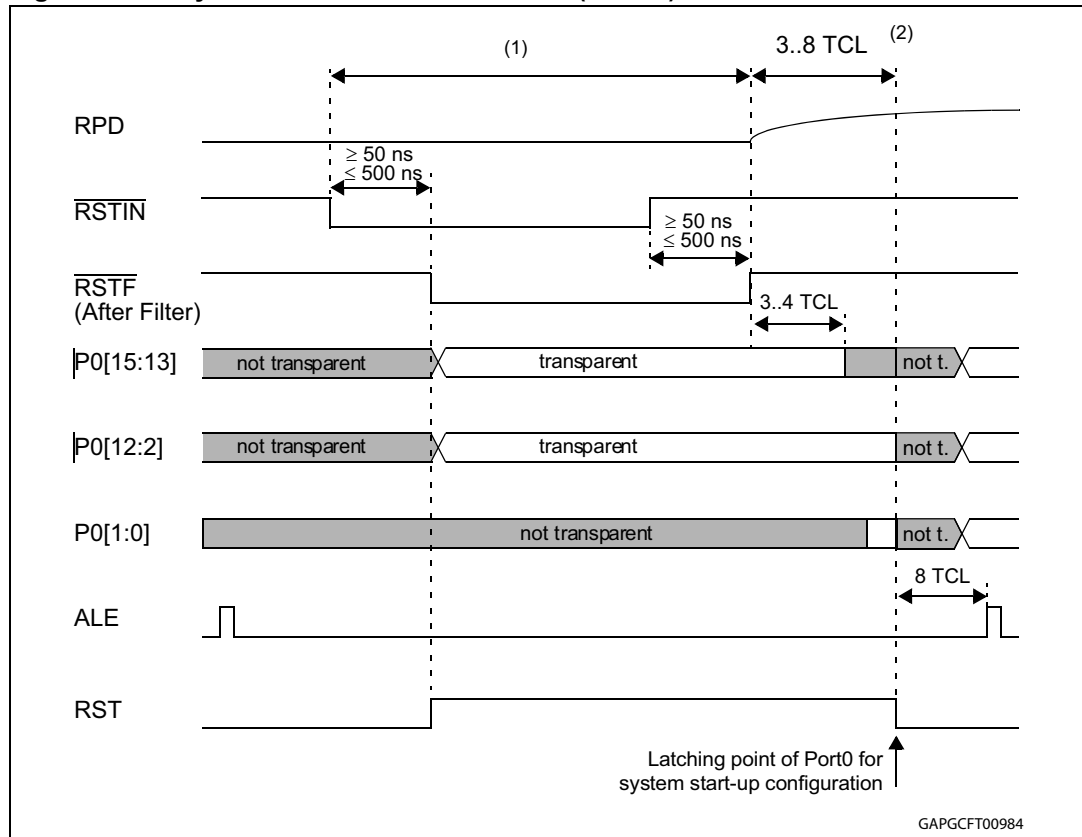 (1)
3..8 TCL (2)
RPD
≥ 50 ns
≤ 500 ns
RSTIN
≥ 50 ns
≤ 500 ns
RSTF
(After Filter)
3..4 TCL
P0[15:13]
not transparent
transparent
not t.
P0[12:2]
not transparent
transparent
not t.
P0[1:0]
not transparent
not t.
8 TCL
ALE
RST
Latching point of Port0 for
system start-up configuration
GAPGCFT00984